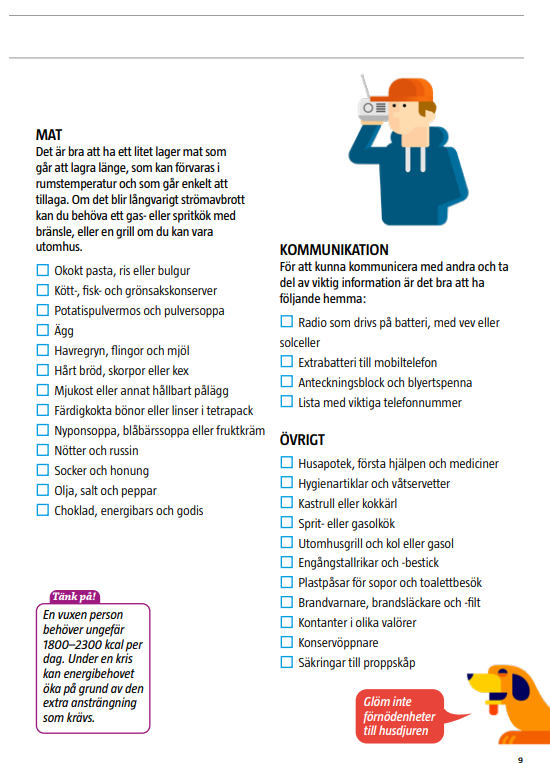 MAT
Det är bra att ha ett litet lager mat som
går att lagra länge, som kan förvaras i
rumstemperatur och som går enkelt att
tillaga. Om det blir långvarigt strömavbrott
kan du behöva ett gas- eller spritkök med
bränsle, eller en grill om du kan vara
utomhus.
Okokt pasta, ris eller bulgur
Kött-, fisk- och grönsakskonserver
Potatispulvermos och pulversoppa
Ägg
Havregryn, flingor och mjöl
Hårt bröd, skorpor eller kex
Mjukost eller annat hållbart pålägg
Färdigkokta bönor eller linser i tetrapack
Nyponsoppa, blåbärssoppa eller fruktkräm
Nötter och russin
Socker och honung
Olja, salt och peppar
Choklad, energibars och godis
Tänk på!
En vuxen person
behöver ungefär
1800–2300 kcal per
dag. Under en kris
kan energibehovet
öka på grund av den
extra ansträngning
som krävs.
KOMMUNIKATION
För att kunna kommunicera med andra och ta
del av viktig information är det bra att ha
följande hemma:
Radio som drivs på batteri, med vev eller
solceller
Extrabatteri till mobiltelefon
Anteckningsblock och blyertspenna
Lista med viktiga telefonnummer
ÖVRIGT
Husapotek, första hjälpen och mediciner
Hygienartiklar och våtservetter
Kastrull eller kokkärl
Sprit- eller gasolkök
Utomhusgrill och kol eller gasol
Engångstallrikar och -bestick
Plastpåsar för sopor och toalettbesök
Brandvarnare, brandsläckare och -filt
Kontanter i olika valörer
Konservöppnare
Säkringar till proppskåp
Glöm inte
förnödenheter
till husdjuren
9